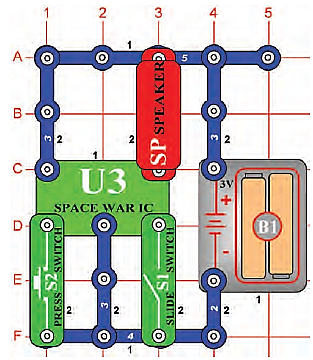 1 2 3 4 5
A 1 5
SP SPEAKER
B
3 2 2 3 2
C 1
U3
SPACE WAR IC
3V
+
B1
-
D
S2 PRESS SWITCH
S1 SLIDE SWITCH
E 2 3 2 2 2 1
F 4 1